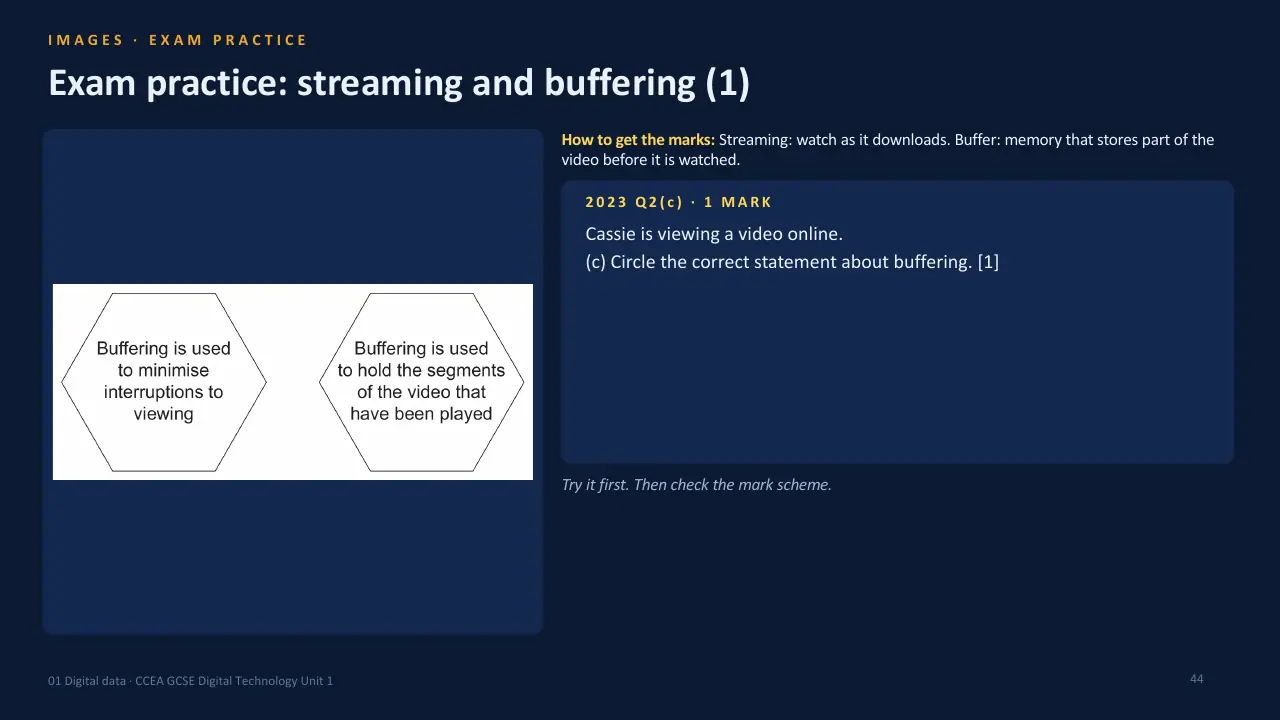 IMAGES · EXAM PRACTICE
Exam practice: streaming and buffering (1)
Buffering is used
to minimise
interruptions to
viewing
Buffering is used
to hold the segments
of the video that
have been played
How to get the marks: Streaming: watch as it downloads. Buffer: memory that stores part of the
video before it is watched.
2023 Q2(c) · 1 MARK
Cassie is viewing a video online.
(c) Circle the correct statement about buffering. [1]
Try it first. Then check the mark scheme.
01 Digital data · CCEA GCSE Digital Technology Unit 1
44